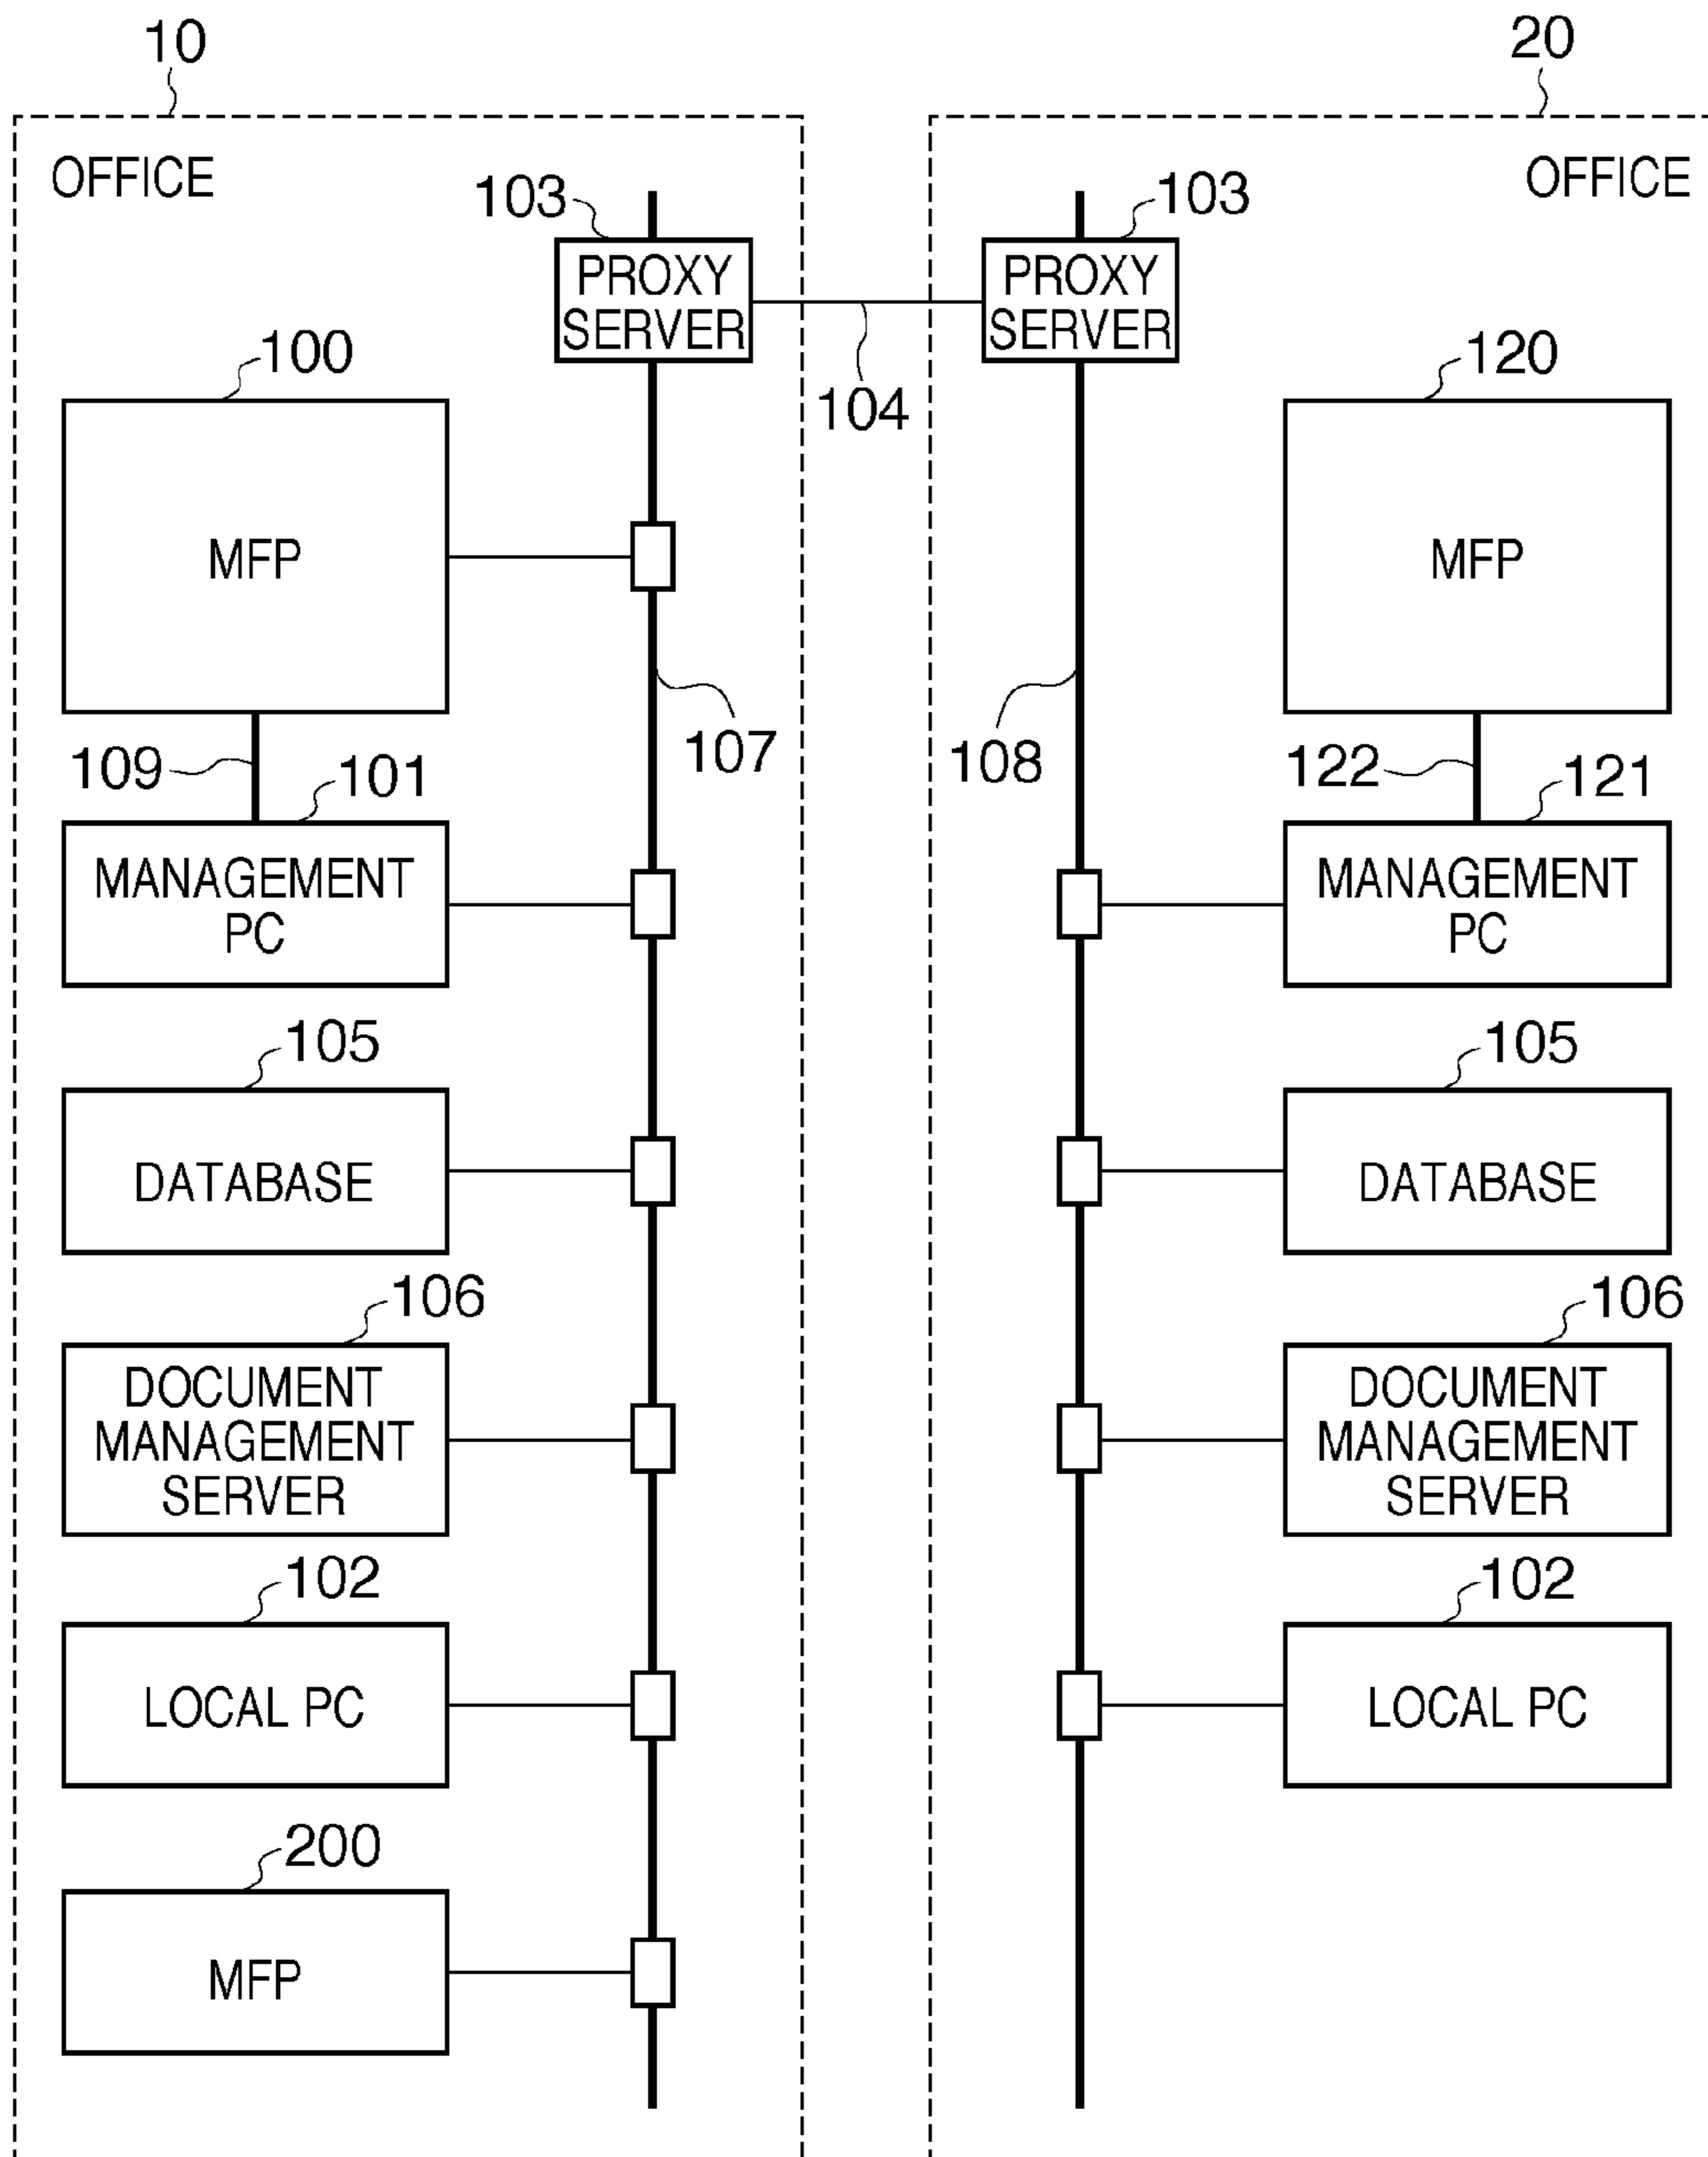 10
20
OFFICE
OFFICE
103
103
PROXY
SERVER
PROXY
SERVER
100
104
120
MFP
MFP
107
108
109
101
122
121
MANAGEMENT
PC
MANAGEMENT
PC
105
105
DATABASE
DATABASE
106
106
DOCUMENT
MANAGEMENT
SERVER
DOCUMENT
MANAGEMENT
SERVER
102
102
LOCAL PC
LOCAL PC
200
MFP